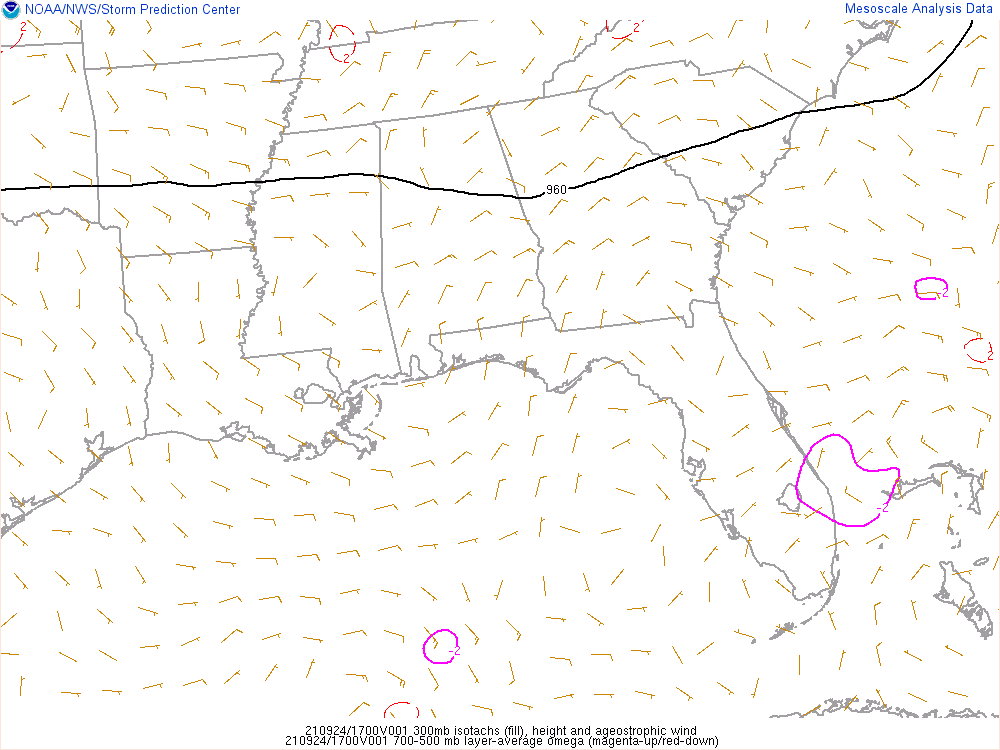 NOAA/NWS/Storm Prediction Center
Mesoscale Analysis Data
2
2
2
960
-2
2
-2
-2
210924/1700V001 300mb isotachs (fill), height and ageostrophic wind
210924/1700V001 700-500 mb layer-average omega (magenta-up/red-down)